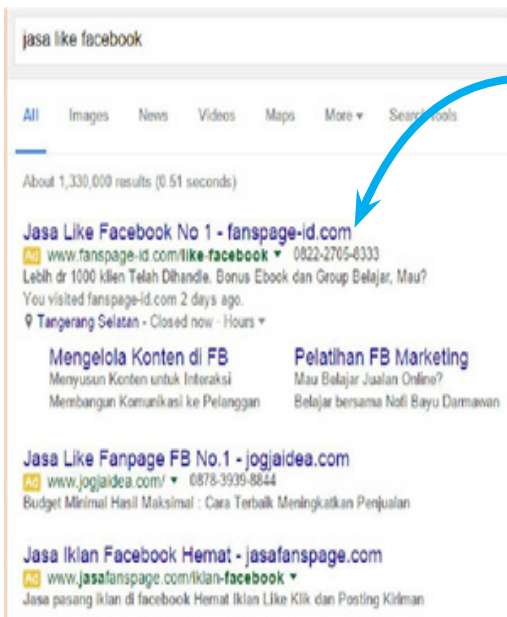 jasa like facebook
All Images News Videos Maps More ▾ Search tools
About 1,330,000 results (0.51 seconds)
Jasa Like Facebook No 1 - fanspage-id.com
Ad www.fanspage-id.com/like-facebook ▾ 0822-2705-8333
Lebih dr 1000 klien Telah Dihandle. Bonus Ebook dan Group Belajar, Mau?
You visited fanspage-id.com 2 days ago.
Tangerang Selatan - Closed now · Hours ▾
Mengelola Konten di FB
Menyusun Konten untuk Interaksi
Membangun Komunikasi ke Pelanggan
Pelatihan FB Marketing
Mau Belajar Jualan Online?
Belajar bersama Nofi Bayu Darmawan
Jasa Like Fanpage FB No.1 - jogjaidea.com
Ad www.jogjaidea.com/ ▾ 0878-3939-8844
Budget Minimal Hasil Maksimal : Cara Terbaik Meningkatkan Penjualan
Jasa Iklan Facebook Hemat - jasafanspage.com
Ad www.jasafanspage.com/iklan-facebook ▾
Jasa pasang iklan di facebook Hemat Iklan Like Klik dan Posting Kiriman